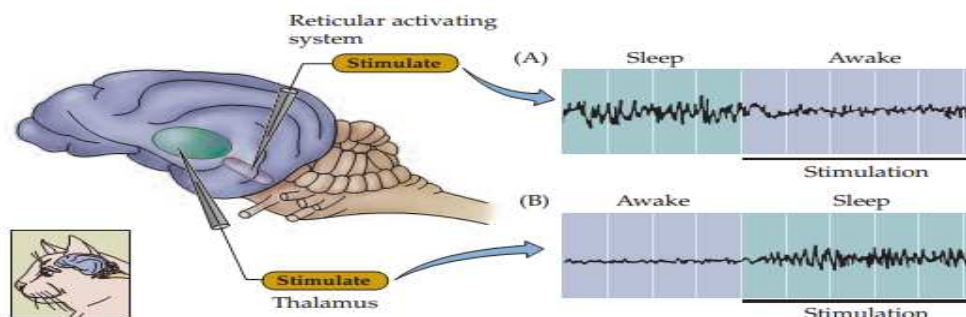 Reticular activating
system
Stimulate
(A)
Sleep
Awake
Stimulation
(B)
Awake
Sleep
Stimulate
Thalamus
Stimulation